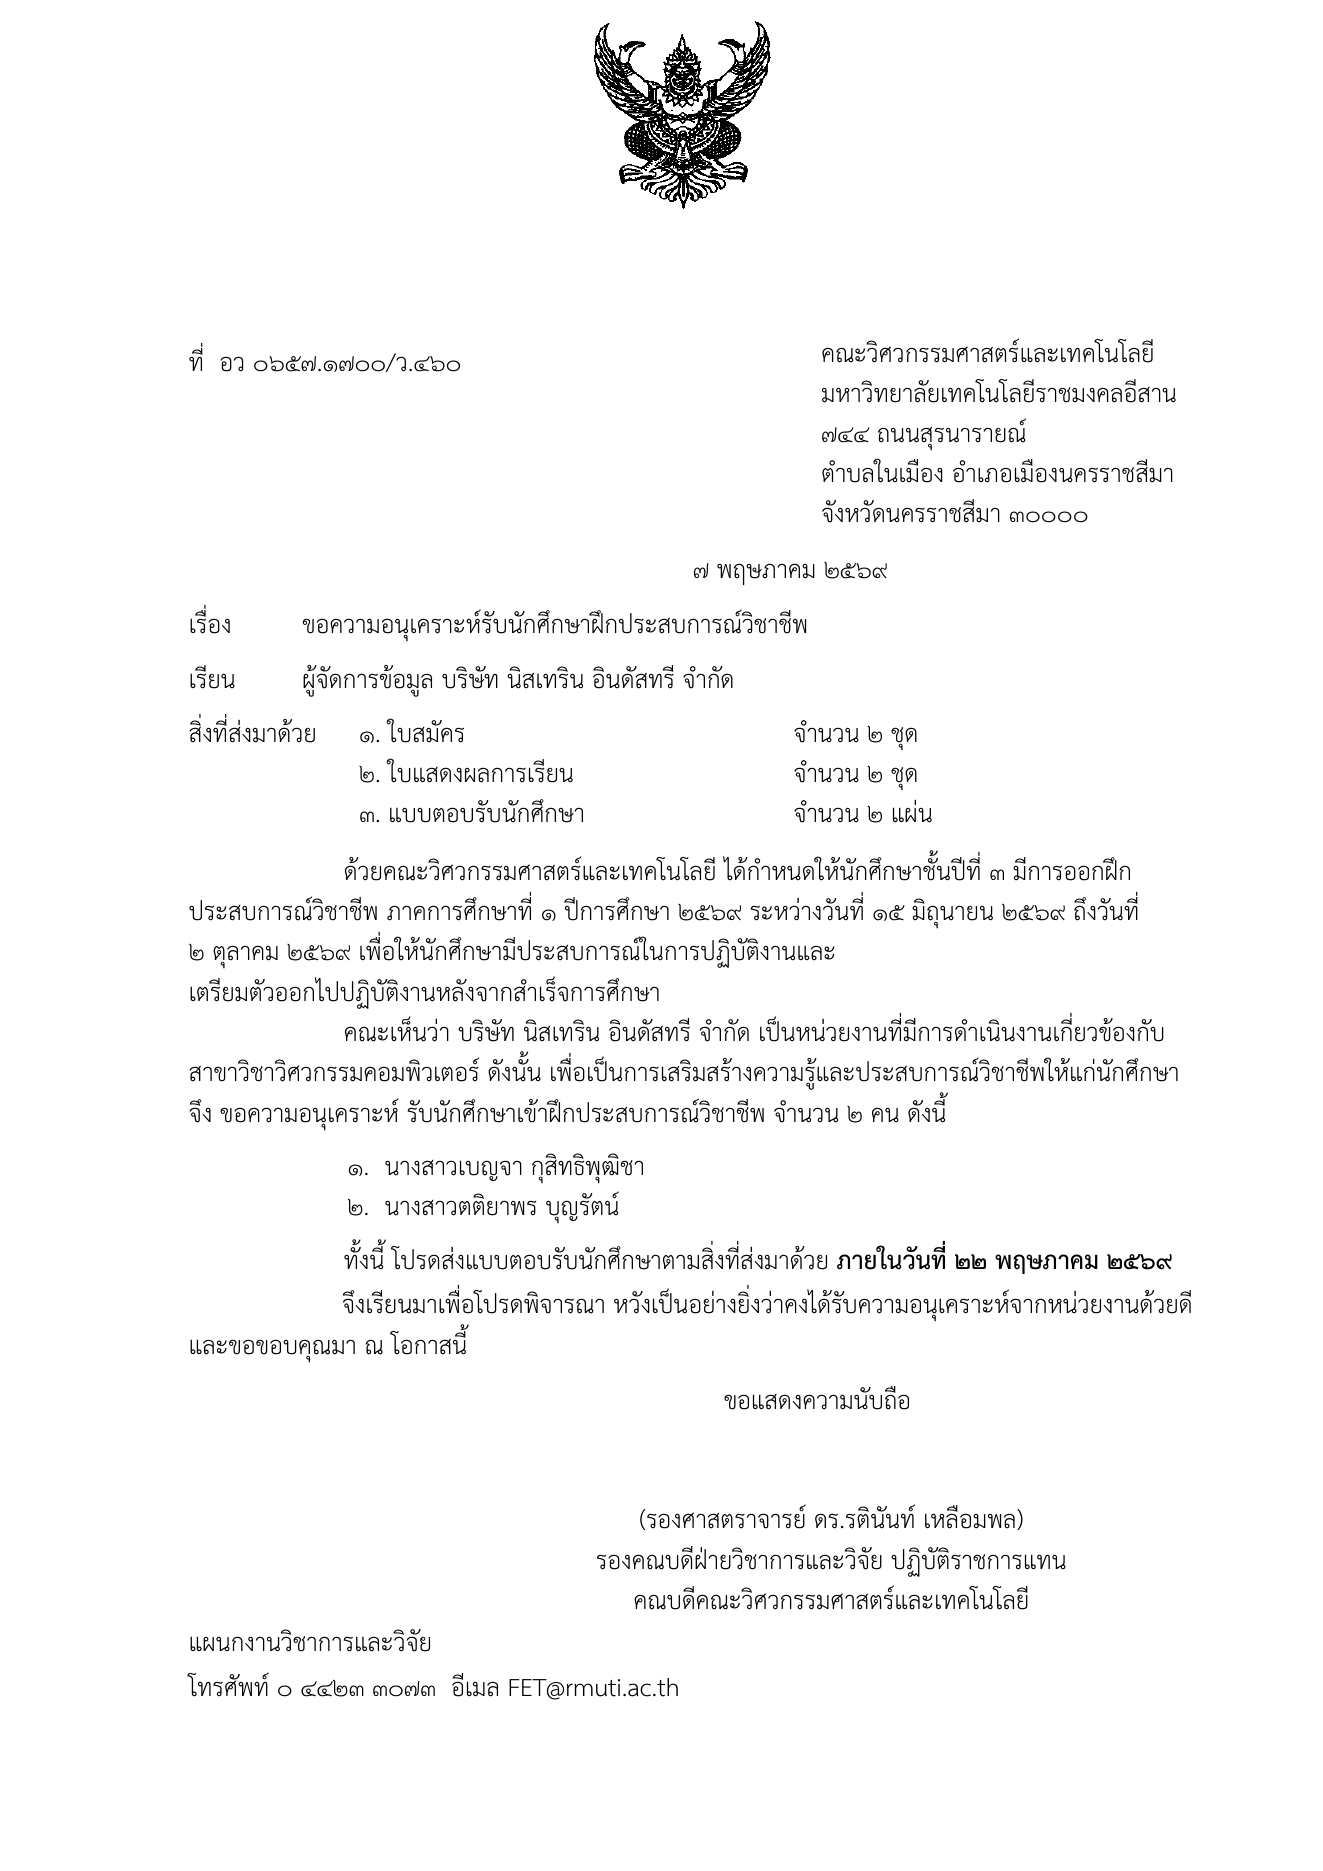 ที่ อว ๐๖๕๗.๑๗๐๐/ว.๔๖๐
คณะวิศวกรรมศาสตร์และเทคโนโลยี
มหาวิทยาลัยเทคโนโลยีราชมงคลอีสาน
๗๔๔ ถนนสุรนารายณ์
ตำบลในเมือง อำเภอเมืองนครราชสีมา
จังหวัดนครราชสีมา ๓๐๐๐๐
๗ พฤษภาคม ๒๕๖๙
เรื่อง ขอความอนุเคราะห์รับนักศึกษาฝึกประสบการณ์วิชาชีพ
เรียน ผู้จัดการข้อมูล บริษัท นิสเทริน อินดัสทรี จำกัด
สิ่งที่ส่งมาด้วย ๑. ใบสมัคร จำนวน ๒ ชุด
๒. ใบแสดงผลการเรียน จำนวน ๒ ชุด
๓. แบบตอบรับนักศึกษา จำนวน ๒ แผ่น
ด้วยคณะวิศวกรรมศาสตร์และเทคโนโลยี ได้กำหนดให้นักศึกษาชั้นปีที่ ๓ มีการออกฝึก
ประสบการณ์วิชาชีพ ภาคการศึกษาที่ ๑ ปีการศึกษา ๒๕๖๙ ระหว่างวันที่ ๑๕ มิถุนายน ๒๕๖๙ ถึงวันที่
๒ ตุลาคม ๒๕๖๙ เพื่อให้นักศึกษามีประสบการณ์ในการปฏิบัติงานและ
เตรียมตัวออกไปปฏิบัติงานหลังจากสำเร็จการศึกษา
คณะเห็นว่า บริษัท นิสเทริน อินดัสทรี จำกัด เป็นหน่วยงานที่มีการดำเนินงานเกี่ยวข้องกับ
สาขาวิชาวิศวกรรมคอมพิวเตอร์ ดังนั้น เพื่อเป็นการเสริมสร้างความรู้และประสบการณ์วิชาชีพให้แก่นักศึกษา
จึง ขอความอนุเคราะห์ รับนักศึกษาเข้าฝึกประสบการณ์วิชาชีพ จำนวน ๒ คน ดังนี้
๑. นางสาวเบญจา กุสิทธิพุฒิชา
๒. นางสาวตติยาพร บุญรัตน์
ทั้งนี้ โปรดส่งแบบตอบรับนักศึกษาตามสิ่งที่ส่งมาด้วย ภายในวันที่ ๒๒ พฤษภาคม ๒๕๖๙
จึงเรียนมาเพื่อโปรดพิจารณา หวังเป็นอย่างยิ่งว่าคงได้รับความอนุเคราะห์จากหน่วยงานด้วยดี
และขอขอบคุณมา ณ โอกาสนี้
ขอแสดงความนับถือ
(รองศาสตราจารย์ ดร.รตินันท์ เหลือมพล)
รองคณบดีฝ่ายวิชาการและวิจัย ปฏิบัติราชการแทน
คณบดีคณะวิศวกรรมศาสตร์และเทคโนโลยี
แผนกงานวิชาการและวิจัย
โทรศัพท์ ๐ ๔๔๒๓ ๓๐๗๓ อีเมล FET@rmuti.ac.th